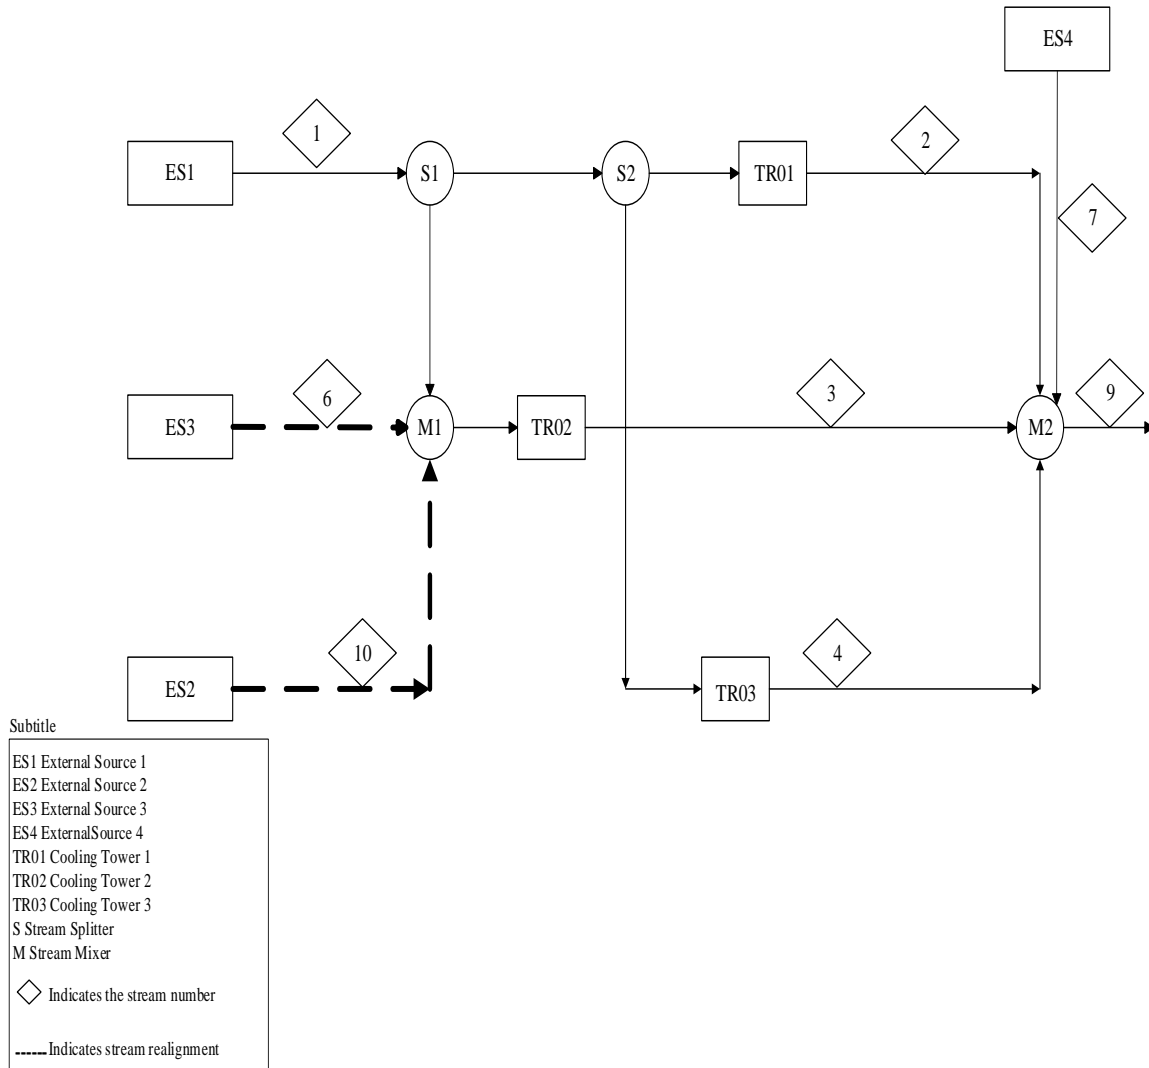 ES4
1
2
ES1
S1
S2
TR01
7
6
3
9
ES3
M1
TR02
M2
10
4
ES2
TR03
Subtitle
ES1 External Source 1
ES2 External Source 2
ES3 External Source 3
ES4 ExternalSource 4
TR01 Cooling Tower 1
TR02 Cooling Tower 2
TR03 Cooling Tower 3
S Stream Splitter
M Stream Mixer
Indicates the stream number
Indicates stream realignment